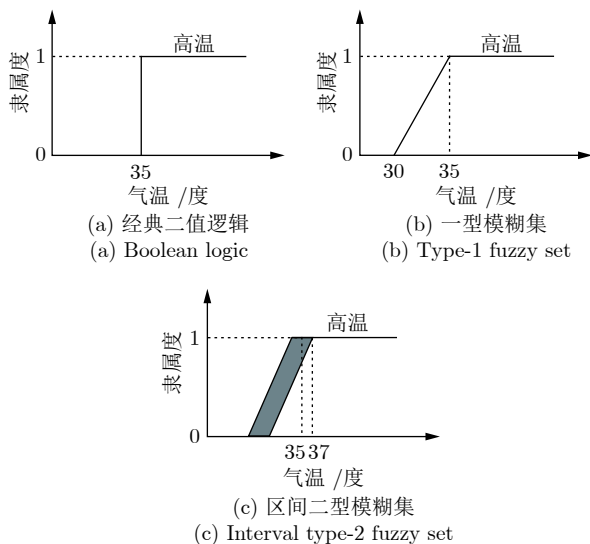 高温
1
隶属度
0
35
气温 /度
(a) 经典二值逻辑
(a) Boolean logic
高温
1
隶属度
0
30 35
气温 /度
(b) 一型模糊集
(b) Type-1 fuzzy set
高温
1
隶属度
0
35 37
气温 /度
(c) 区间二型模糊集
(c) Interval type-2 fuzzy set